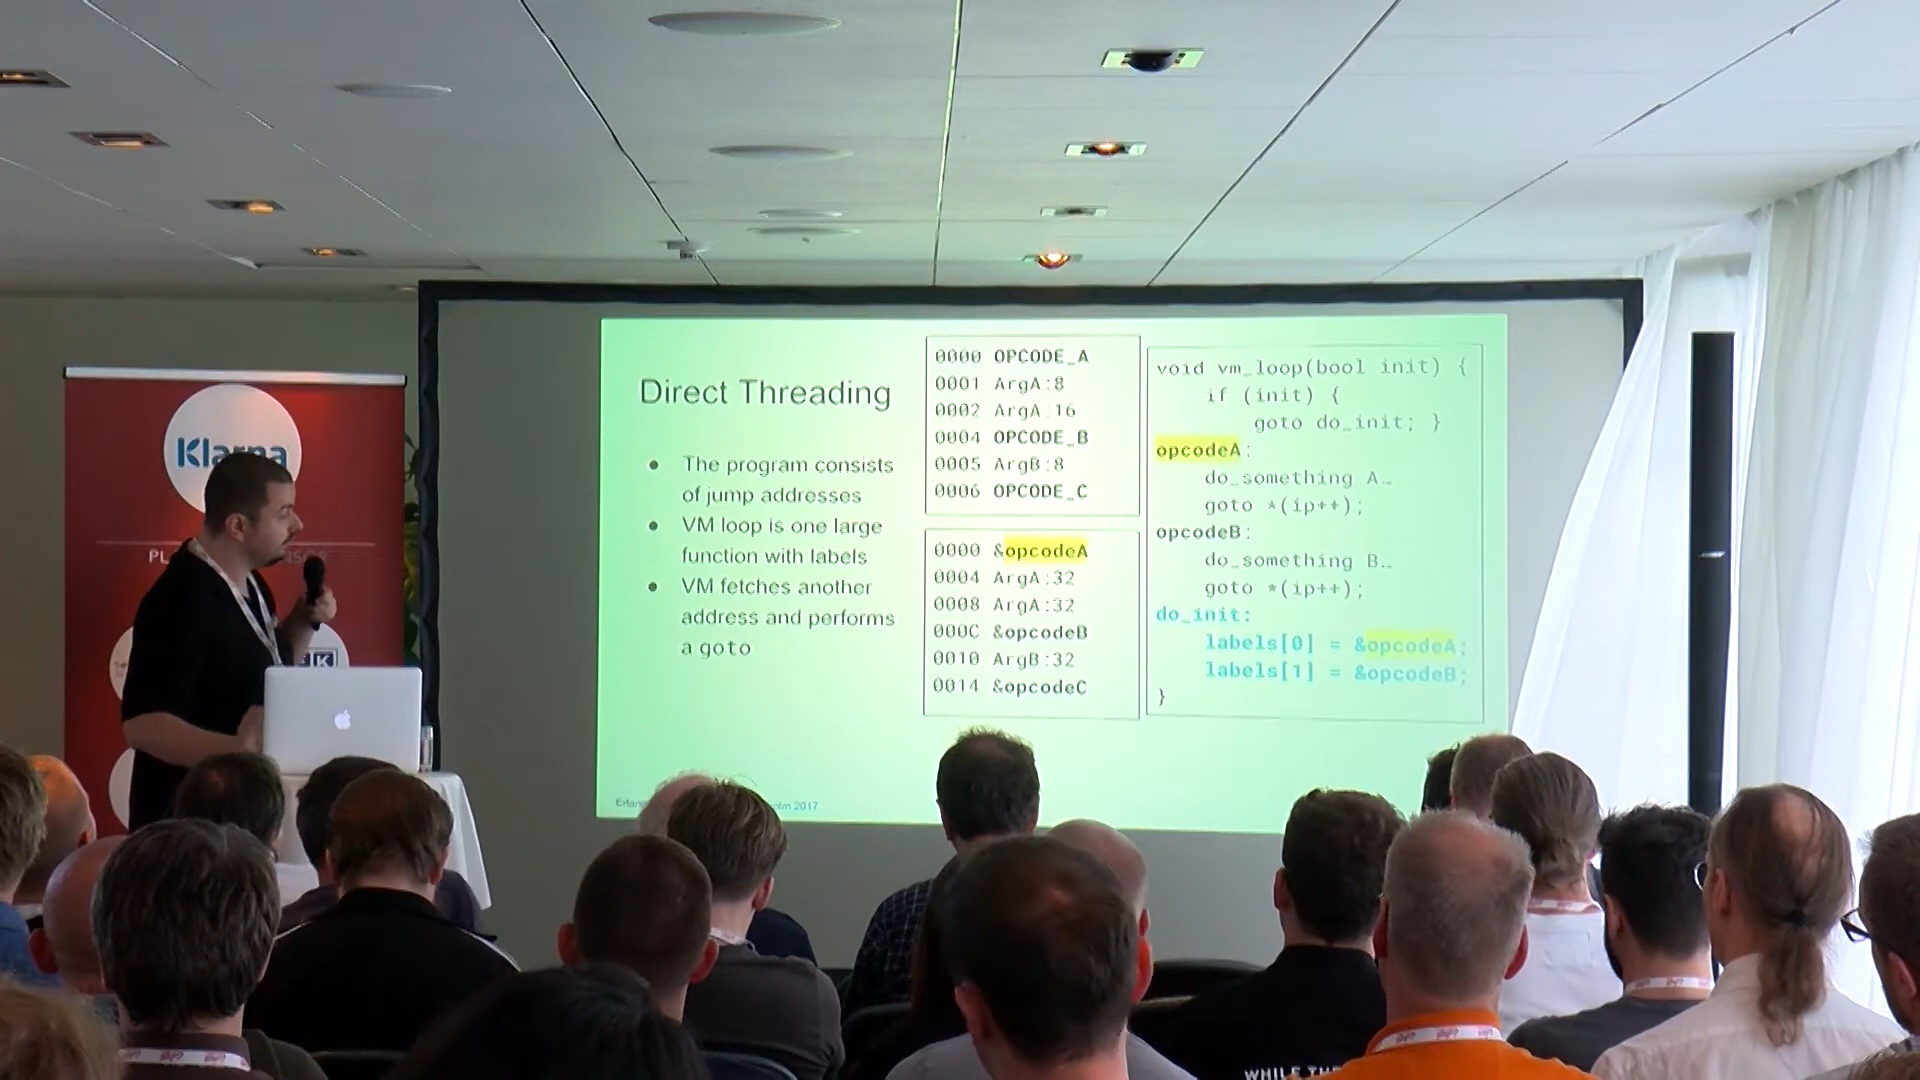 Klarna
Direct Threading
● The program consists
of jump addresses
● VM loop is one large
function with labels
● VM fetches another
address and performs
a goto
0000 OPCODE_A
0001 ArgA:8
0002 ArgA:16
0004 OPCODE_B
0005 ArgB:8
0006 OPCODE_C
0000 &opcodeA
0004 ArgA:32
0008 ArgA:32
000C &opcodeB
0010 ArgB:32
0014 &opcodeC
void vm_loop(bool init) {
if (init) {
goto do_init; }
opcodeA:
do_something A…
goto *(ip++);
opcodeB:
do_something B…
goto *(ip++);
do_init:
labels[0] = &opcodeA;
labels[1] = &opcodeB;
}
2017
K
WHILE THE